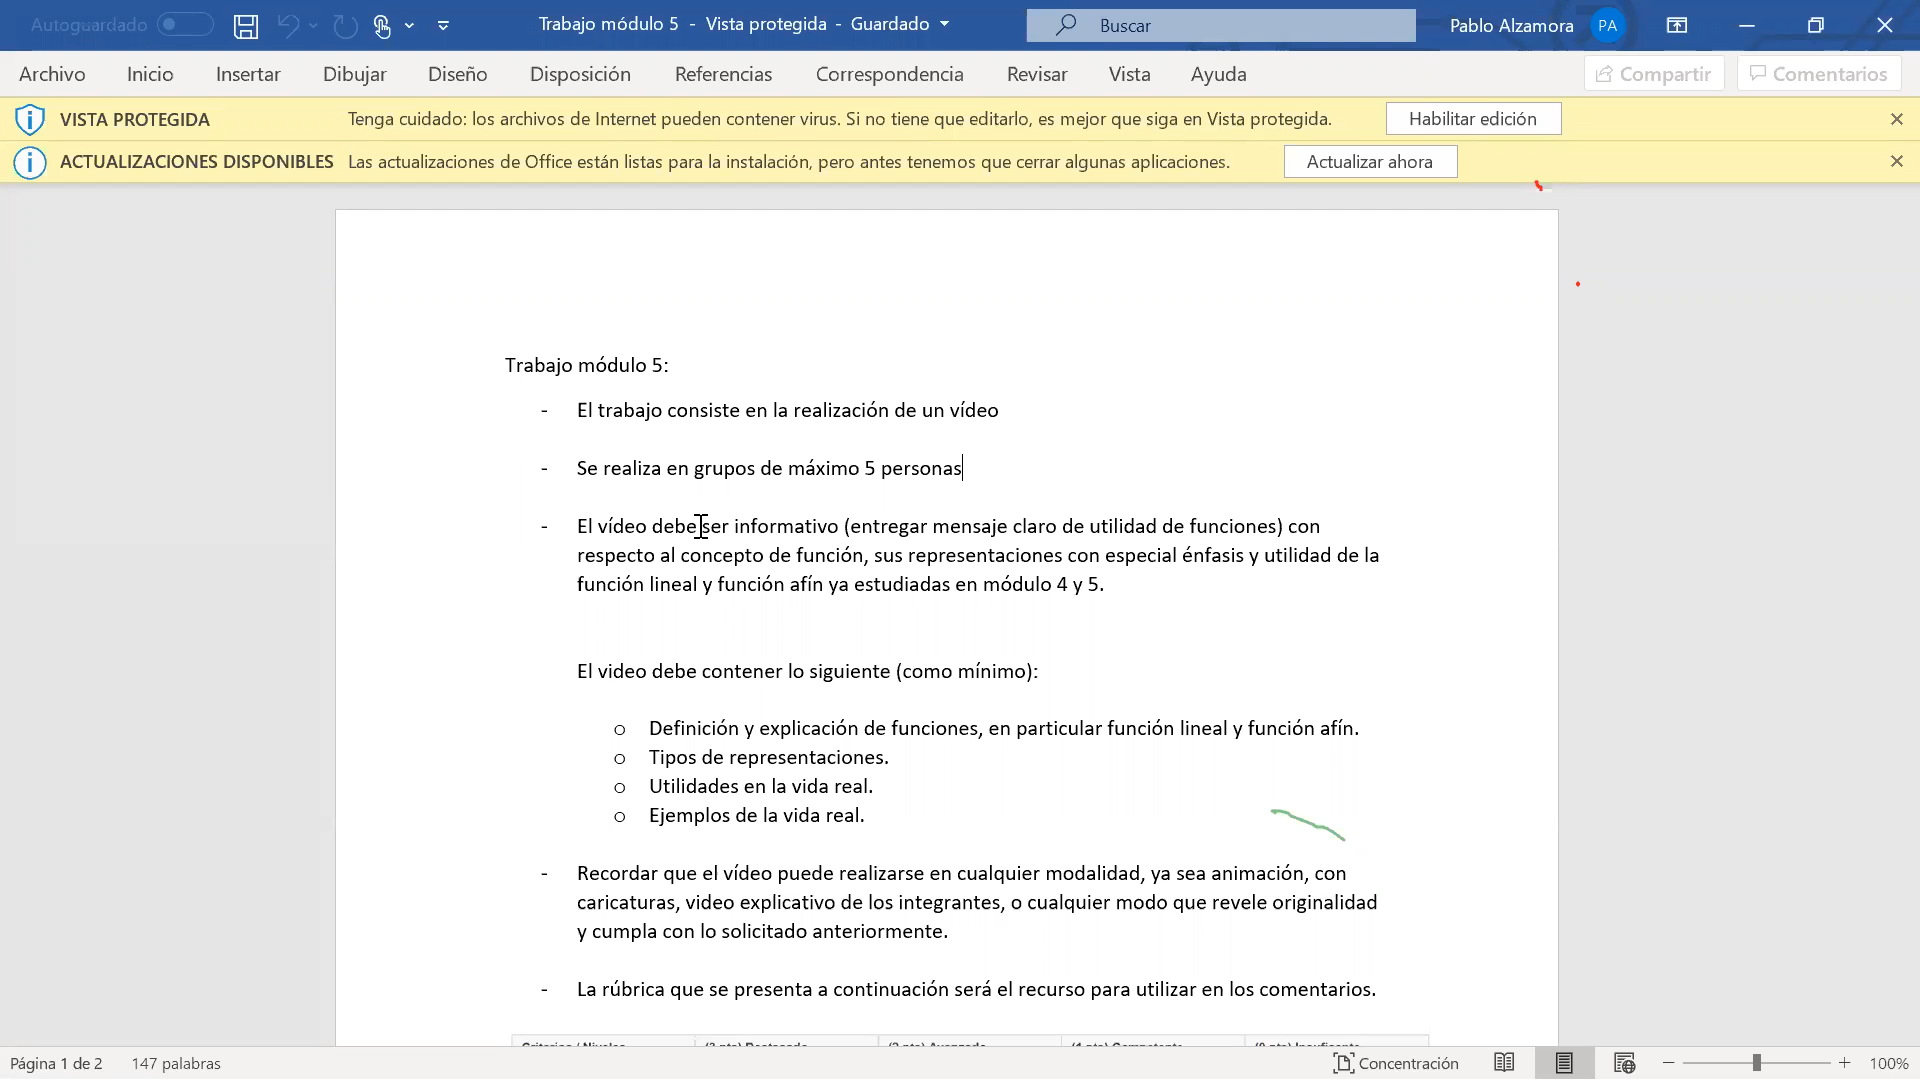 Autoguardado
Trabajo módulo 5 - Vista protegida - Guardado
Buscar
Pablo Alzamora PA
Archivo Inicio Insertar Dibujar Diseño Disposición Referencias Correspondencia Revisar Vista Ayuda Compartir Comentarios
VISTA PROTEGIDA Tenga cuidado: los archivos de Internet pueden contener virus. Si no tiene que editarlo, es mejor que siga en Vista protegida. Habilitar edición
ACTUALIZACIONES DISPONIBLES Las actualizaciones de Office están listas para la instalación, pero antes tenemos que cerrar algunas aplicaciones. Actualizar ahora
Trabajo módulo 5:
- El trabajo consiste en la realización de un vídeo
- Se realiza en grupos de máximo 5 personas
- El vídeo debe ser informativo (entregar mensaje claro de utilidad de funciones) con
respecto al concepto de función, sus representaciones con especial énfasis y utilidad de la
función lineal y función afín ya estudiadas en módulo 4 y 5.
El video debe contener lo siguiente (como mínimo):
o Definición y explicación de funciones, en particular función lineal y función afín.
o Tipos de representaciones.
o Utilidades en la vida real.
o Ejemplos de la vida real.
- Recordar que el vídeo puede realizarse en cualquier modalidad, ya sea animación, con
caricaturas, video explicativo de los integrantes, o cualquier modo que revele originalidad
y cumpla con lo solicitado anteriormente.
- La rúbrica que se presenta a continuación será el recurso para utilizar en los comentarios.
Página 1 de 2 147 palabras Concentración 100%